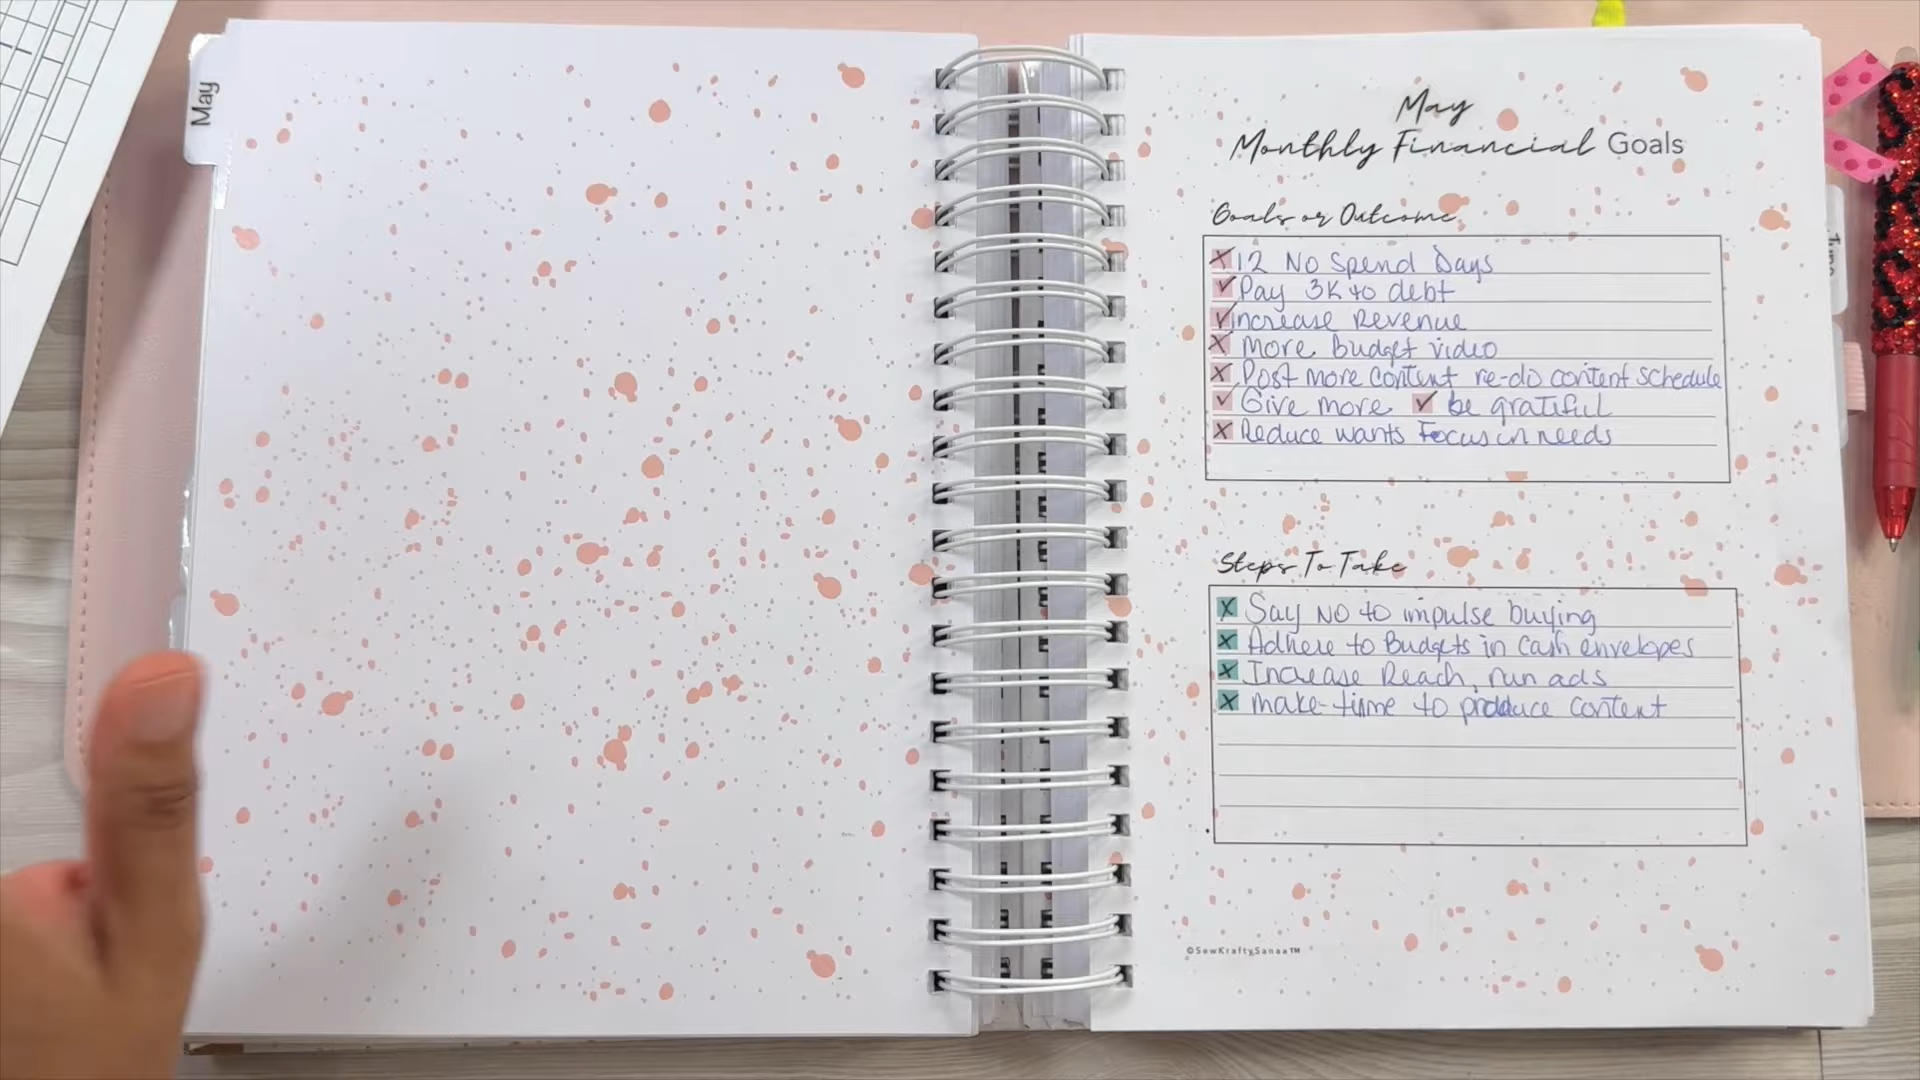 May
May
Monthly Financial Goals
Goals or Outcome
X 12 No Spend Days
✓ Pay 3K to debt
✓ increase Revenue
X more budget video
X Post more content re-do content schedule
✓ Give more ✓ be grateful
X Reduce wants Focus on needs
Steps To Take
X Say No to impulse buying
X Adhere to Budgets in Cash envelopes
X Increase Reach, run ads
X make time to produce content
©SewKraftySanaa™
June